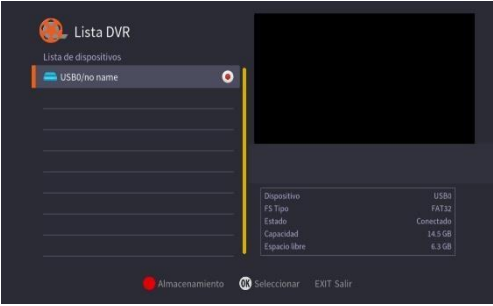 Lista DVR
Lista de dispositivos
USB0/no name
Dispositivo USB0
FS Tipo FAT32
Estado Conectado
Capacidad 14.5 GB
Espacio libre 6.3 GB
Almacenamiento OK Seleccionar EXIT Salir